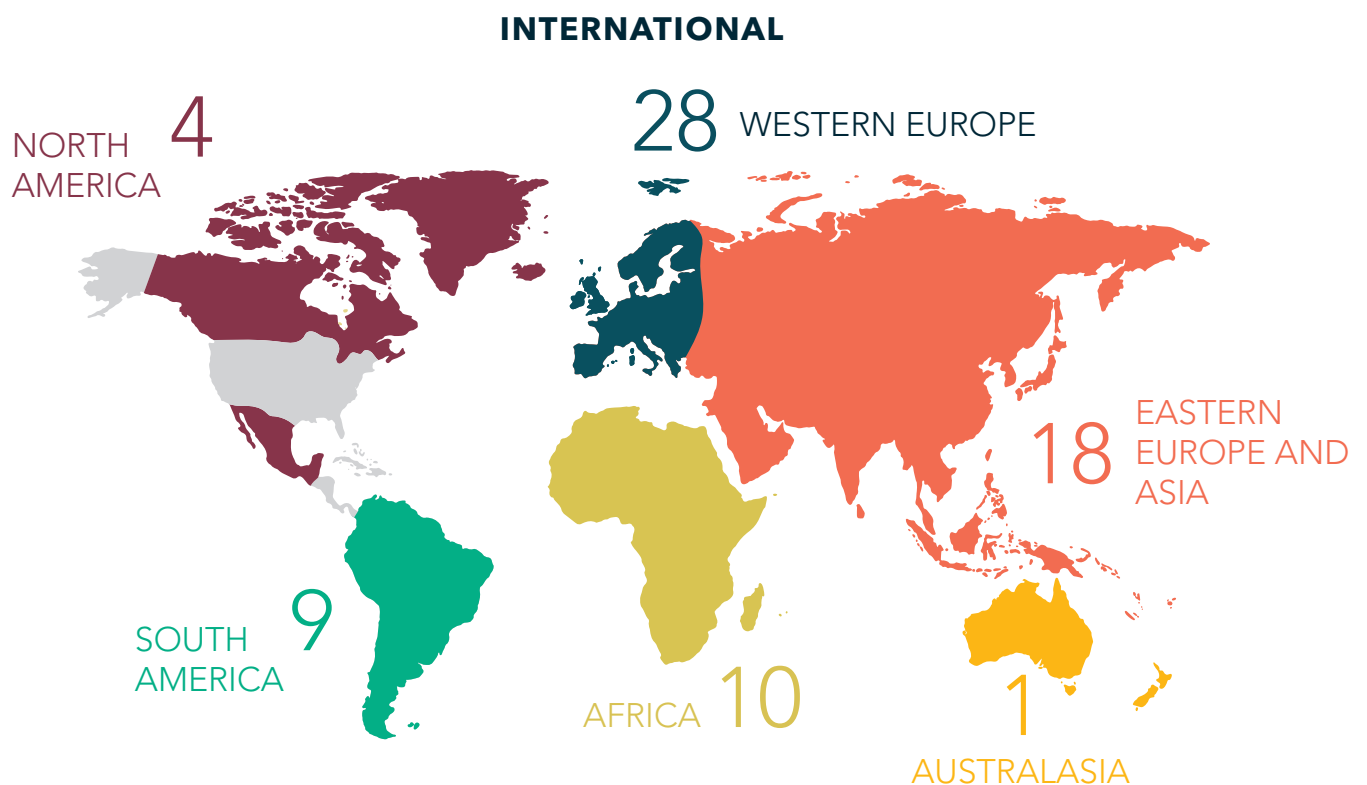 INTERNATIONAL
NORTH
AMERICA
4
28
WESTERN EUROPE
18
EASTERN
EUROPE AND
ASIA
SOUTH
AMERICA
9
AFRICA
10
1
AUSTRALASIA